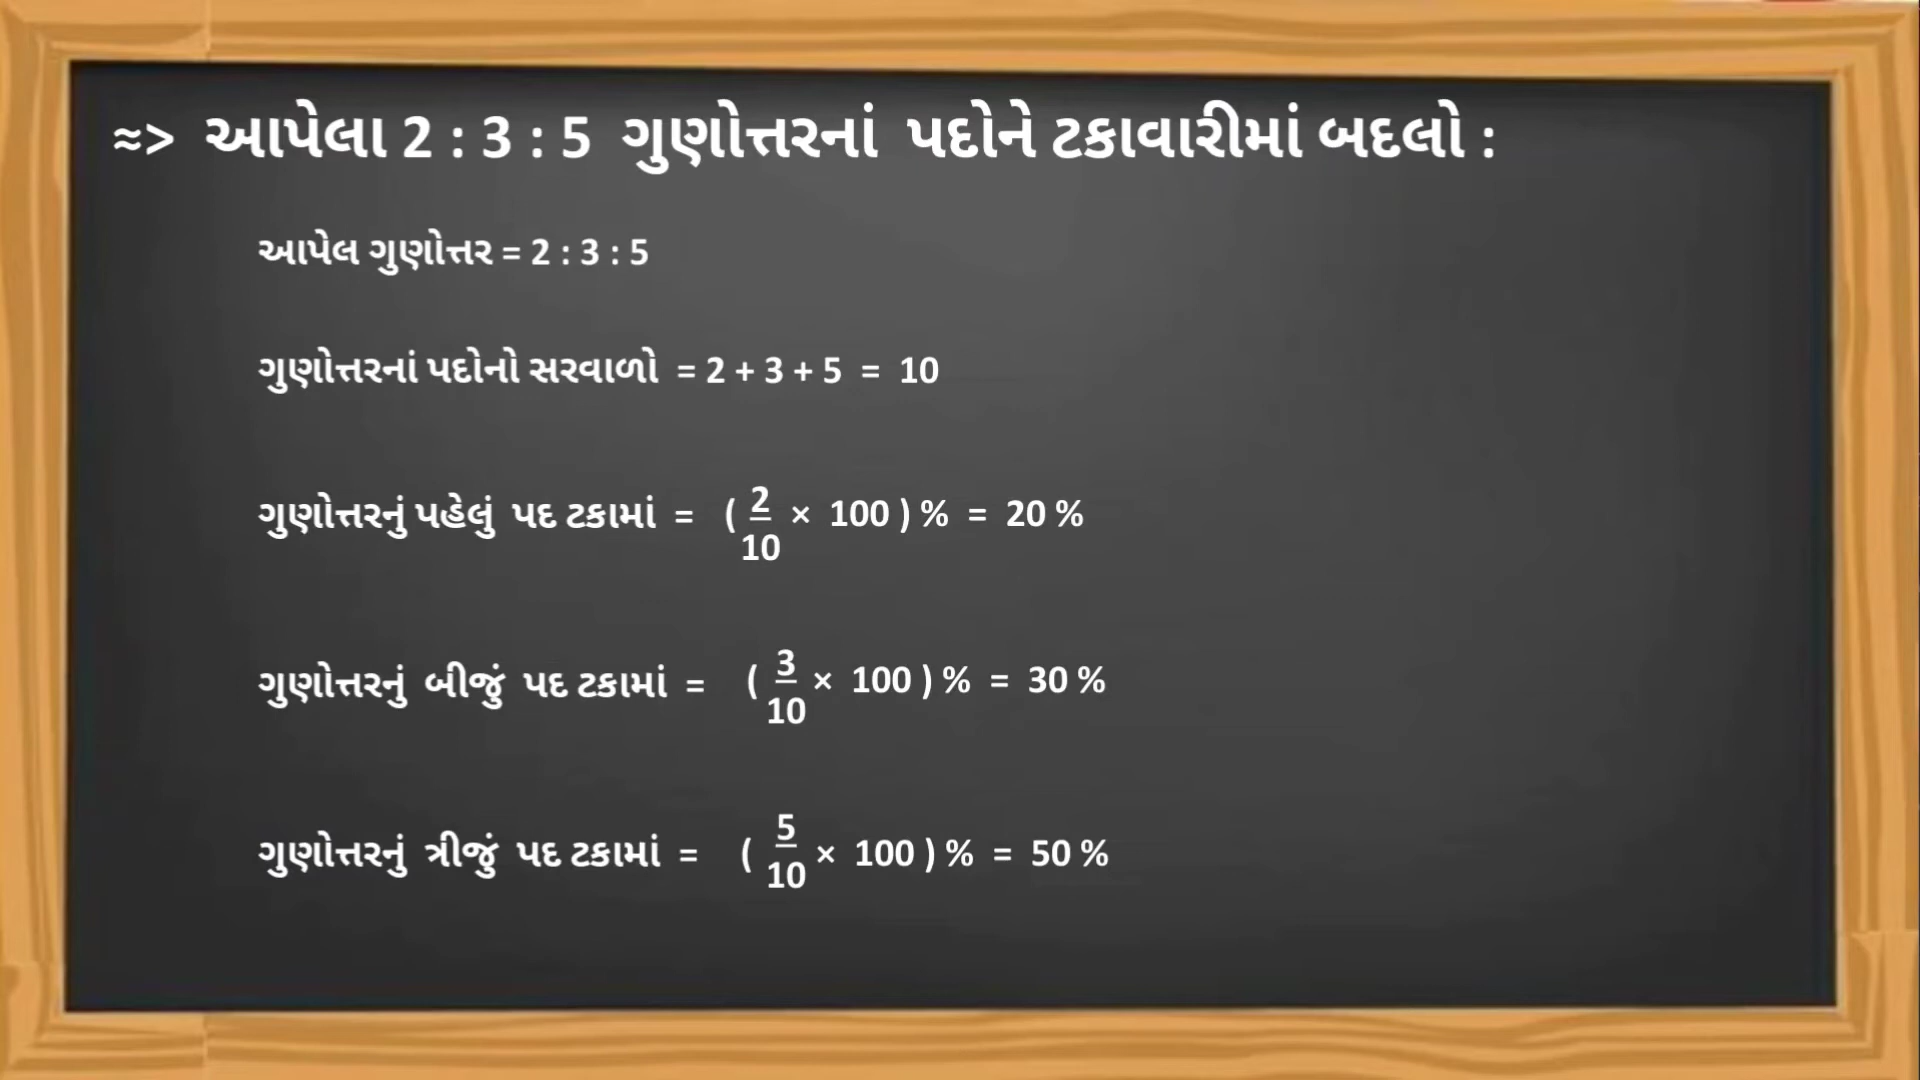 ≈> આપેલા 2 : 3 : 5 ગુણોત્તરનાં પદોને ટકાવારીમાં બદલો :
આપેલ ગુણોત્તર = 2 : 3 : 5
ગુણોત્તરનાં પદોનો સરવાળો = 2 + 3 + 5 = 10
ગુણોત્તરનું પહેલું પદ ટકામાં = ( 2/10 × 100 ) % = 20 %
ગુણોત્તરનું બીજું પદ ટકામાં = ( 3/10 × 100 ) % = 30 %
ગુણોત્તરનું ત્રીજું પદ ટકામાં = ( 5/10 × 100 ) % = 50 %